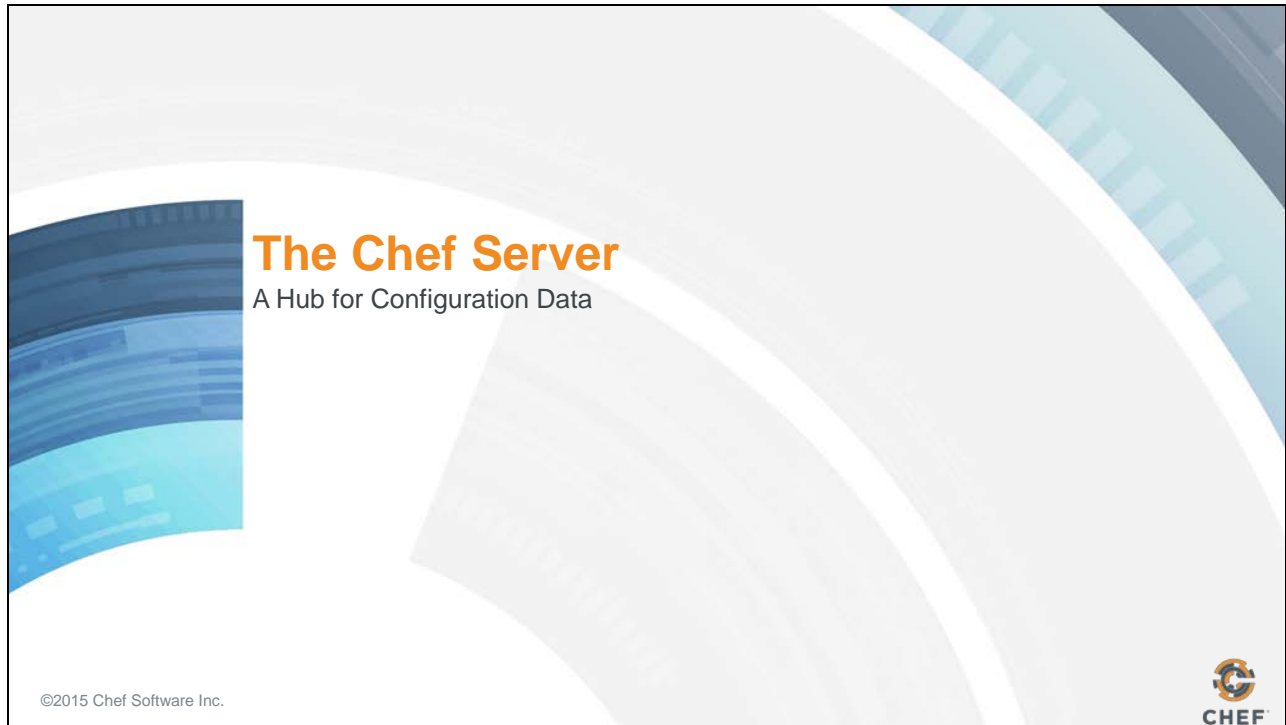 The Chef Server
A Hub for Configuration Data
©2015 Chef Software Inc.
CHEF